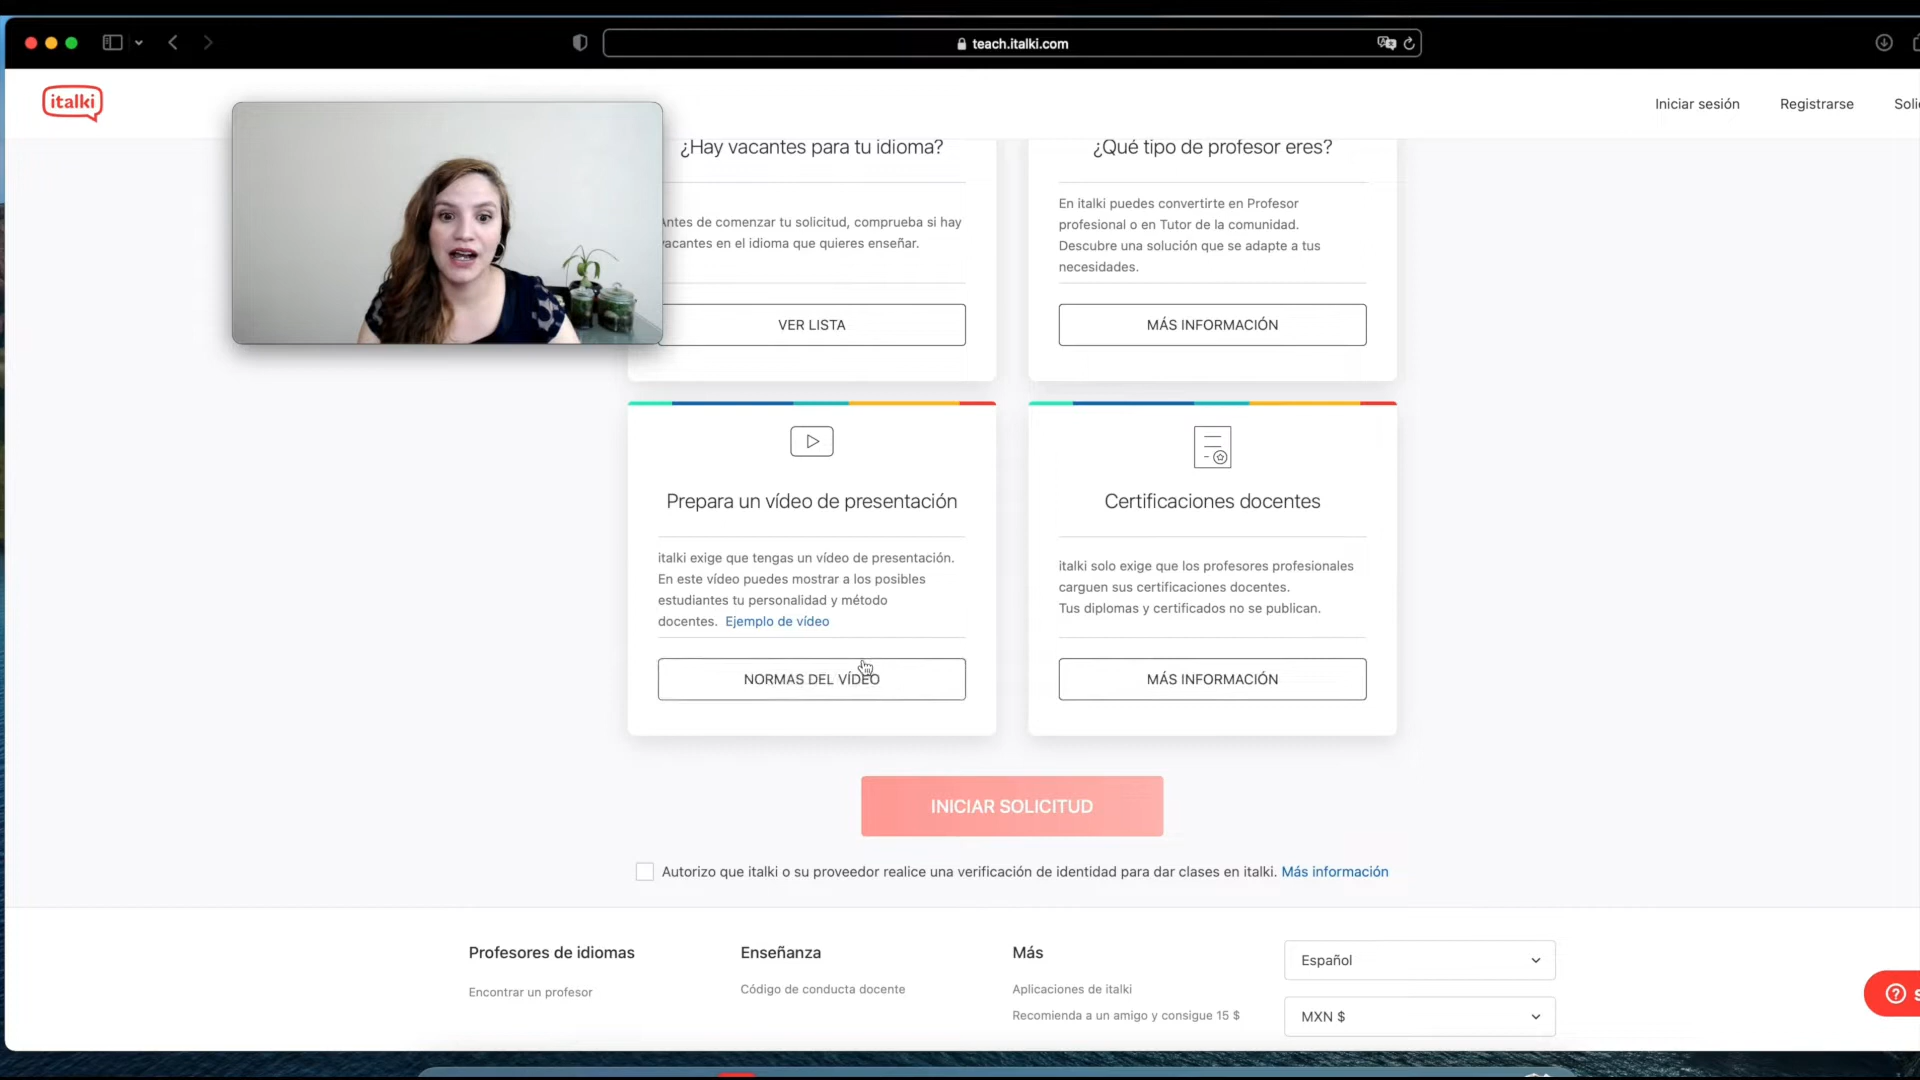 teach.italki.com
italki
Iniciar sesión
Registrarse
¿Hay vacantes para tu idioma?
Antes de comenzar tu solicitud, comprueba si hay
vacantes en el idioma que quieres enseñar.
VER LISTA
¿Qué tipo de profesor eres?
En italki puedes convertirte en Profesor
profesional o en Tutor de la comunidad.
Descubre una solución que se adapte a tus
necesidades.
MÁS INFORMACIÓN
Prepara un vídeo de presentación
italki exige que tengas un vídeo de presentación.
En este vídeo puedes mostrar a los posibles
estudiantes tu personalidad y método
docentes. Ejemplo de vídeo
NORMAS DEL VÍDEO
Certificaciones docentes
italki solo exige que los profesores profesionales
carguen sus certificaciones docentes.
Tus diplomas y certificados no se publican.
MÁS INFORMACIÓN
INICIAR SOLICITUD
Autorizo que italki o su proveedor realice una verificación de identidad para dar clases en italki. Más información
Profesores de idiomas
Encontrar un profesor
Enseñanza
Código de conducta docente
Más
Aplicaciones de italki
Recomienda a un amigo y consigue 15 $
Español
MXN $